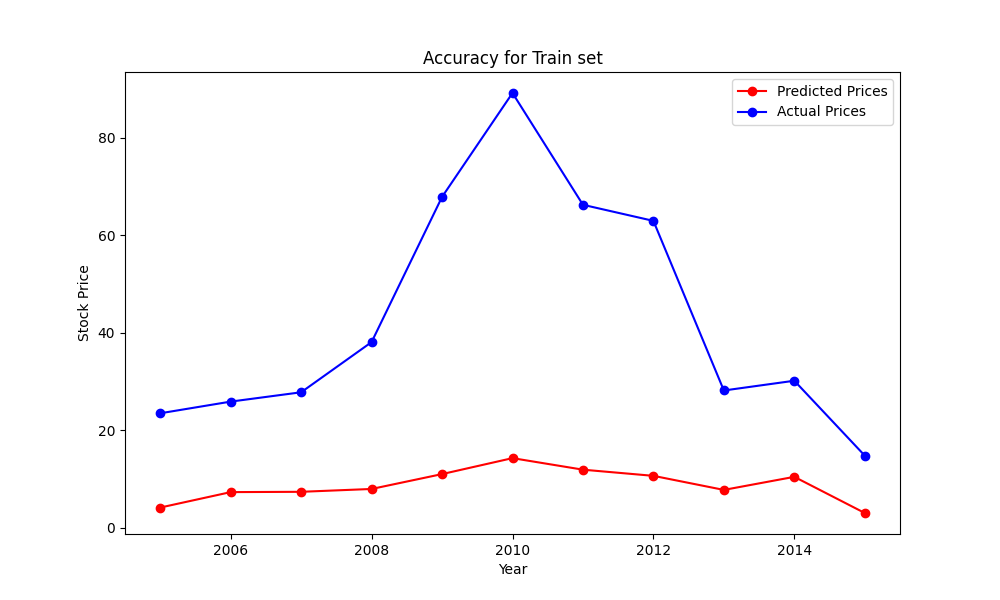 Accuracy for Train set
Predicted Prices
Actual Prices
80
60
40
20
0
Stock Price
2006 2008 2010 2012 2014
Year